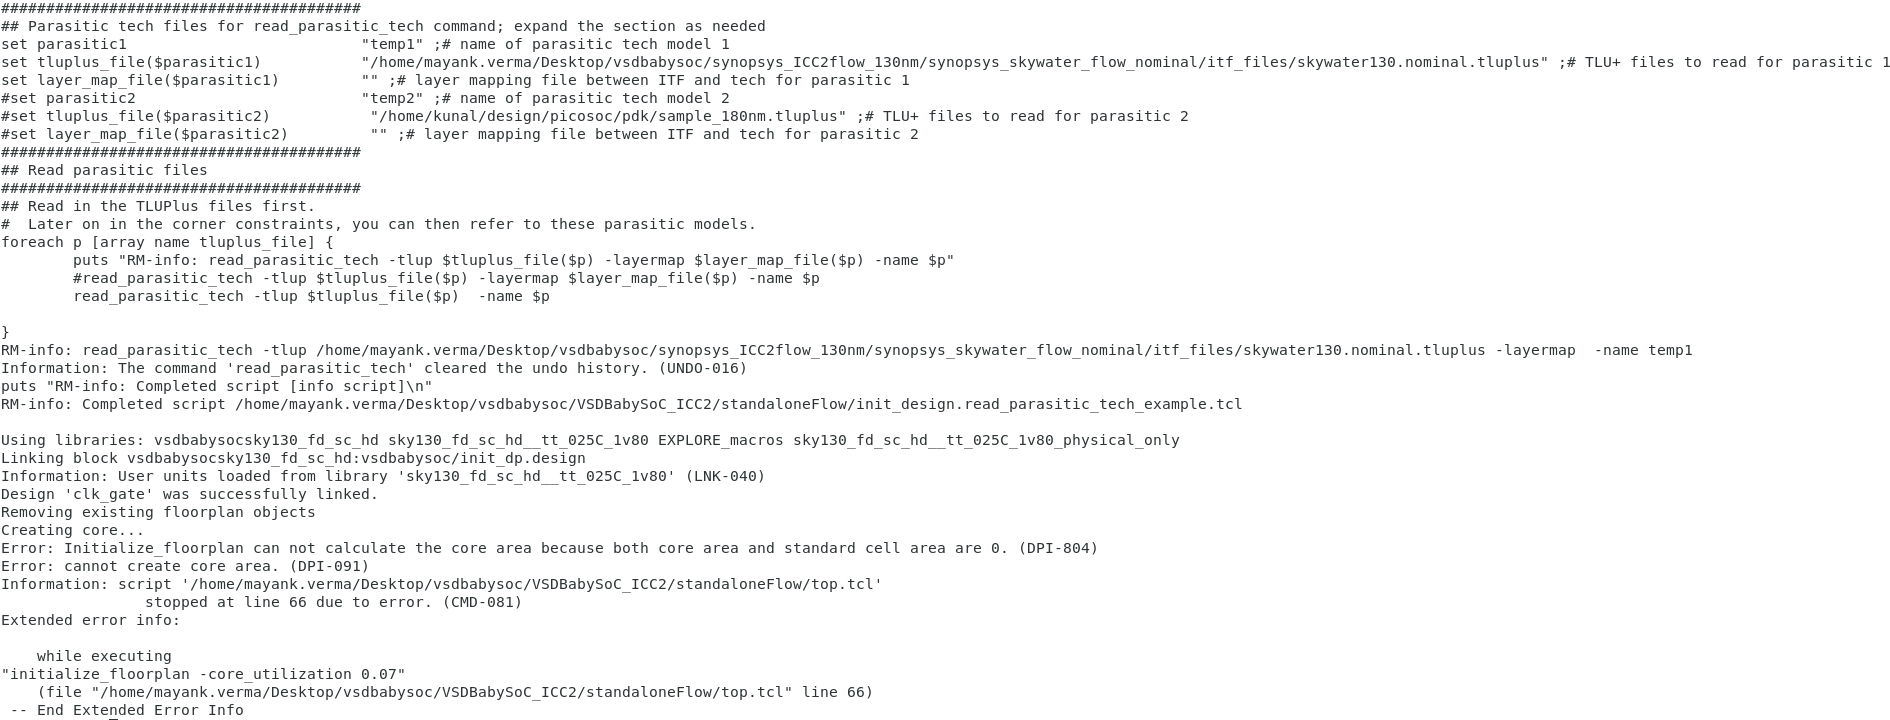 ########################################
## Parasitic tech files for read_parasitic_tech command; expand the section as needed
set parasitic1                          "temp1" ;# name of parasitic tech model 1
set tluplus_file($parasitic1)           "/home/mayank.verma/Desktop/vsdbabysoc/synopsys_ICC2flow_130nm/synopsys_skywater_flow_nominal/itf_files/skywater130.nominal.tluplus" ;# TLU+ files to read for parasitic 1
set layer_map_file($parasitic1)         "" ;# layer mapping file between ITF and tech for parasitic 1
#set parasitic2                         "temp2" ;# name of parasitic tech model 2
#set tluplus_file($parasitic2)           "/home/kunal/design/picosoc/pdk/sample_180nm.tluplus" ;# TLU+ files to read for parasitic 2
#set layer_map_file($parasitic2)         "" ;# layer mapping file between ITF and tech for parasitic 2
########################################
## Read parasitic files
########################################
## Read in the TLUPlus files first.
#  Later on in the corner constraints, you can then refer to these parasitic models.
foreach p [array name tluplus_file] {
        puts "RM-info: read_parasitic_tech -tlup $tluplus_file($p) -layermap $layer_map_file($p) -name $p"
        #read_parasitic_tech -tlup $tluplus_file($p) -layermap $layer_map_file($p) -name $p
        read_parasitic_tech -tlup $tluplus_file($p)  -name $p
}
RM-info: read_parasitic_tech -tlup /home/mayank.verma/Desktop/vsdbabysoc/synopsys_ICC2flow_130nm/synopsys_skywater_flow_nominal/itf_files/skywater130.nominal.tluplus -layermap  -name temp1
Information: The command 'read_parasitic_tech' cleared the undo history. (UNDO-016)
puts "RM-info: Completed script [info script]\n"
RM-info: Completed script /home/mayank.verma/Desktop/vsdbabysoc/VSDBabySoC_ICC2/standaloneFlow/init_design.read_parasitic_tech_example.tcl
Using libraries: vsdbabysocsky130_fd_sc_hd sky130_fd_sc_hd__tt_025C_1v80 EXPLORE_macros sky130_fd_sc_hd__tt_025C_1v80_physical_only
Linking block vsdbabysocsky130_fd_sc_hd:vsdbabysoc/init_dp.design
Information: User units loaded from library 'sky130_fd_sc_hd__tt_025C_1v80' (LNK-040)
Design 'clk_gate' was successfully linked.
Removing existing floorplan objects
Creating core...
Error: Initialize_floorplan can not calculate the core area because both core area and standard cell area are 0. (DPI-804)
Error: cannot create core area. (DPI-091)
Information: script '/home/mayank.verma/Desktop/vsdbabysoc/VSDBabySoC_ICC2/standaloneFlow/top.tcl'
                stopped at line 66 due to error. (CMD-081)
Extended error info:
    while executing
"initialize_floorplan -core_utilization 0.07"
    (file "/home/mayank.verma/Desktop/vsdbabysoc/VSDBabySoC_ICC2/standaloneFlow/top.tcl" line 66)
 -- End Extended Error Info